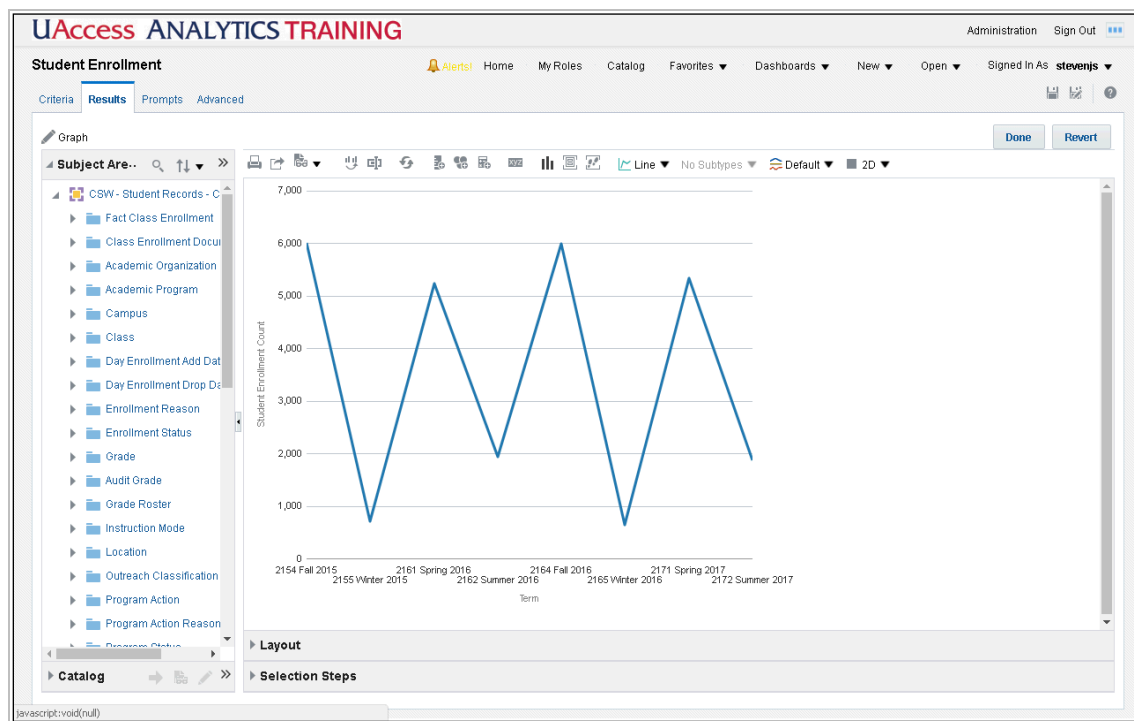 UAccess ANALYTICS TRAINING
Administration Sign Out
Student Enrollment
Alerts! Home My Roles Catalog Favorites Dashboards New Open Signed In As stevenjs
Criteria Results Prompts Advanced
Graph
Done Revert
Subject Are..
Line No Subtypes Default 2D
CSW - Student Records - C
Fact Class Enrollment
Class Enrollment Docu
Academic Organization
Academic Program
Campus
Class
Day Enrollment Add Dat
Day Enrollment Drop Da
Enrollment Reason
Enrollment Status
Grade
Audit Grade
Grade Roster
Instruction Mode
Location
Outreach Classification
Program Action
Program Action Reason
Program Status
7,000
6,000
5,000
4,000
3,000
2,000
1,000
0
Student Enrollment Count
2154 Fall 2015
2155 Winter 2015
2161 Spring 2016
2162 Summer 2016
2164 Fall 2016
2165 Winter 2016
2171 Spring 2017
2172 Summer 2017
Term
Layout
Catalog
Selection Steps
javascript:void(null)